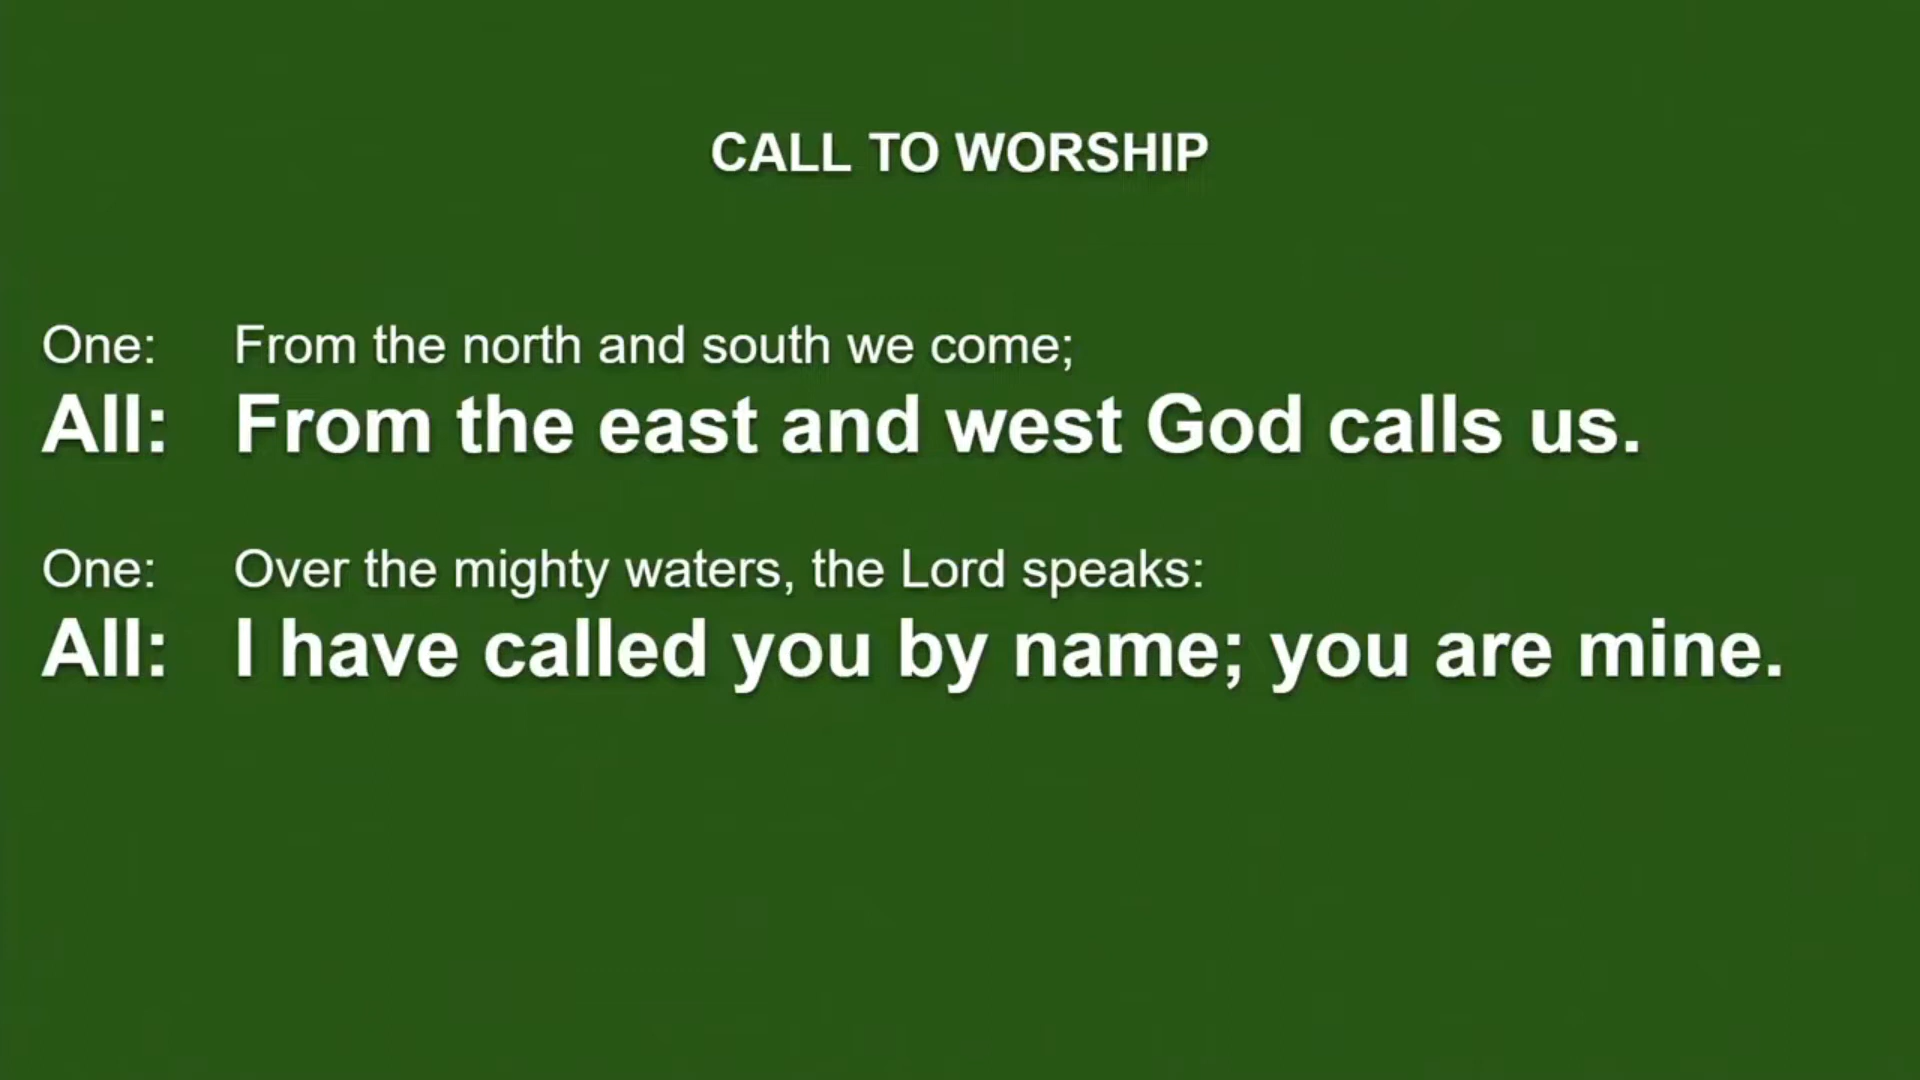 CALL TO WORSHIP
One: From the north and south we come;
All: From the east and west God calls us.
One: Over the mighty waters, the Lord speaks:
All: I have called you by name; you are mine.